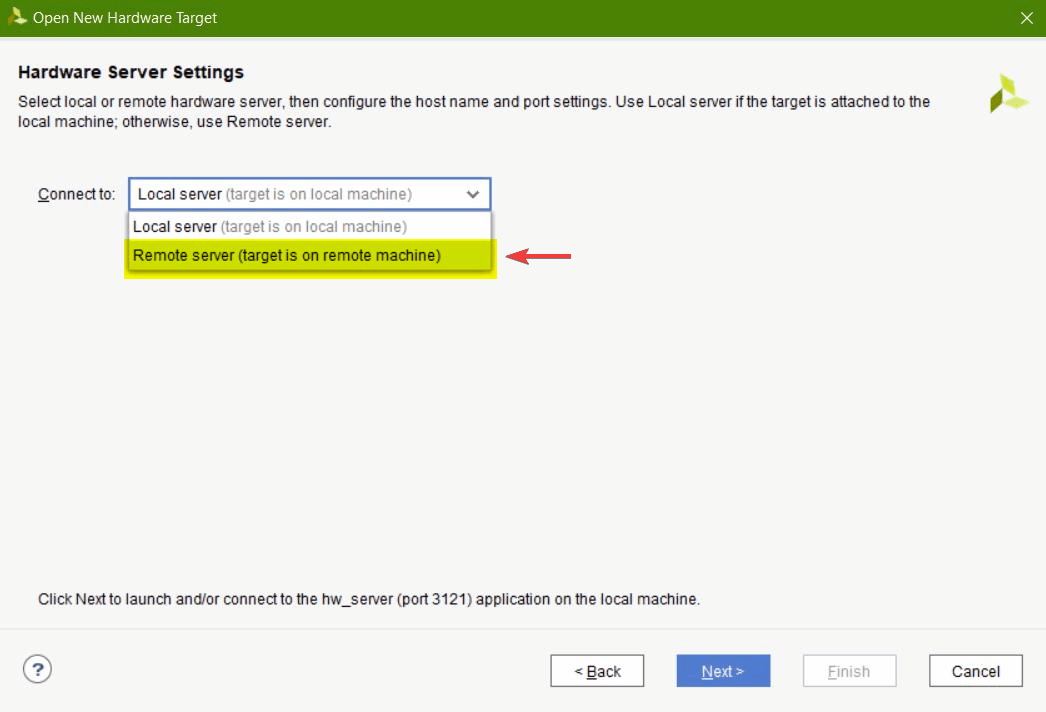 Open New Hardware Target
Hardware Server Settings
Select local or remote hardware server, then configure the host name and port settings. Use Local server if the target is attached to the
local machine; otherwise, use Remote server.
Connect to: Local server (target is on local machine)
Local server (target is on local machine)
Remote server (target is on remote machine)
Click Next to launch and/or connect to the hw_server (port 3121) application on the local machine.
? < Back Next > Finish Cancel